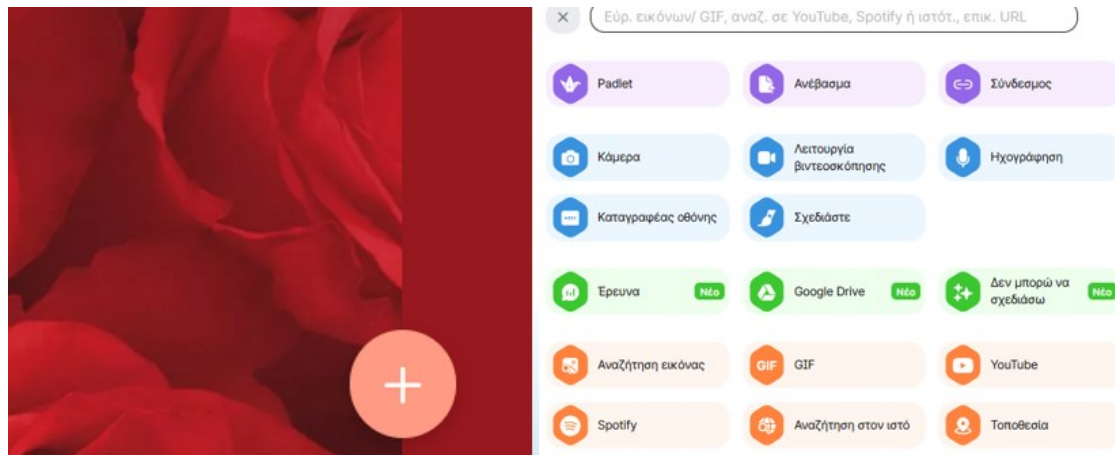 Εύρ. εικόνων/ GIF, αναζ. σε YouTube, Spotify ή ιστότ., επικ. URL
Padlet
Ανέβασμα
Σύνδεσμος
Κάμερα
Λειτουργία
βιντεοσκόπησης
Ηχογράφηση
Καταγραφέας οθόνης
Σχεδιάστε
Έρευνα
Νέο
Google Drive
Νέο
Δεν μπορώ να
σχεδιάσω
Νέο
Αναζήτηση εικόνας
GIF
GIF
YouTube
Spotify
Αναζήτηση στον ιστό
Τοποθεσία